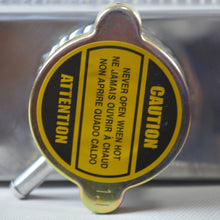 CAUTION
NEVER OPEN WHEN HOT
NE JAMAIS OUVRIR À CHAUD
NON APRIRE QUADO CALDO
ATTENTION